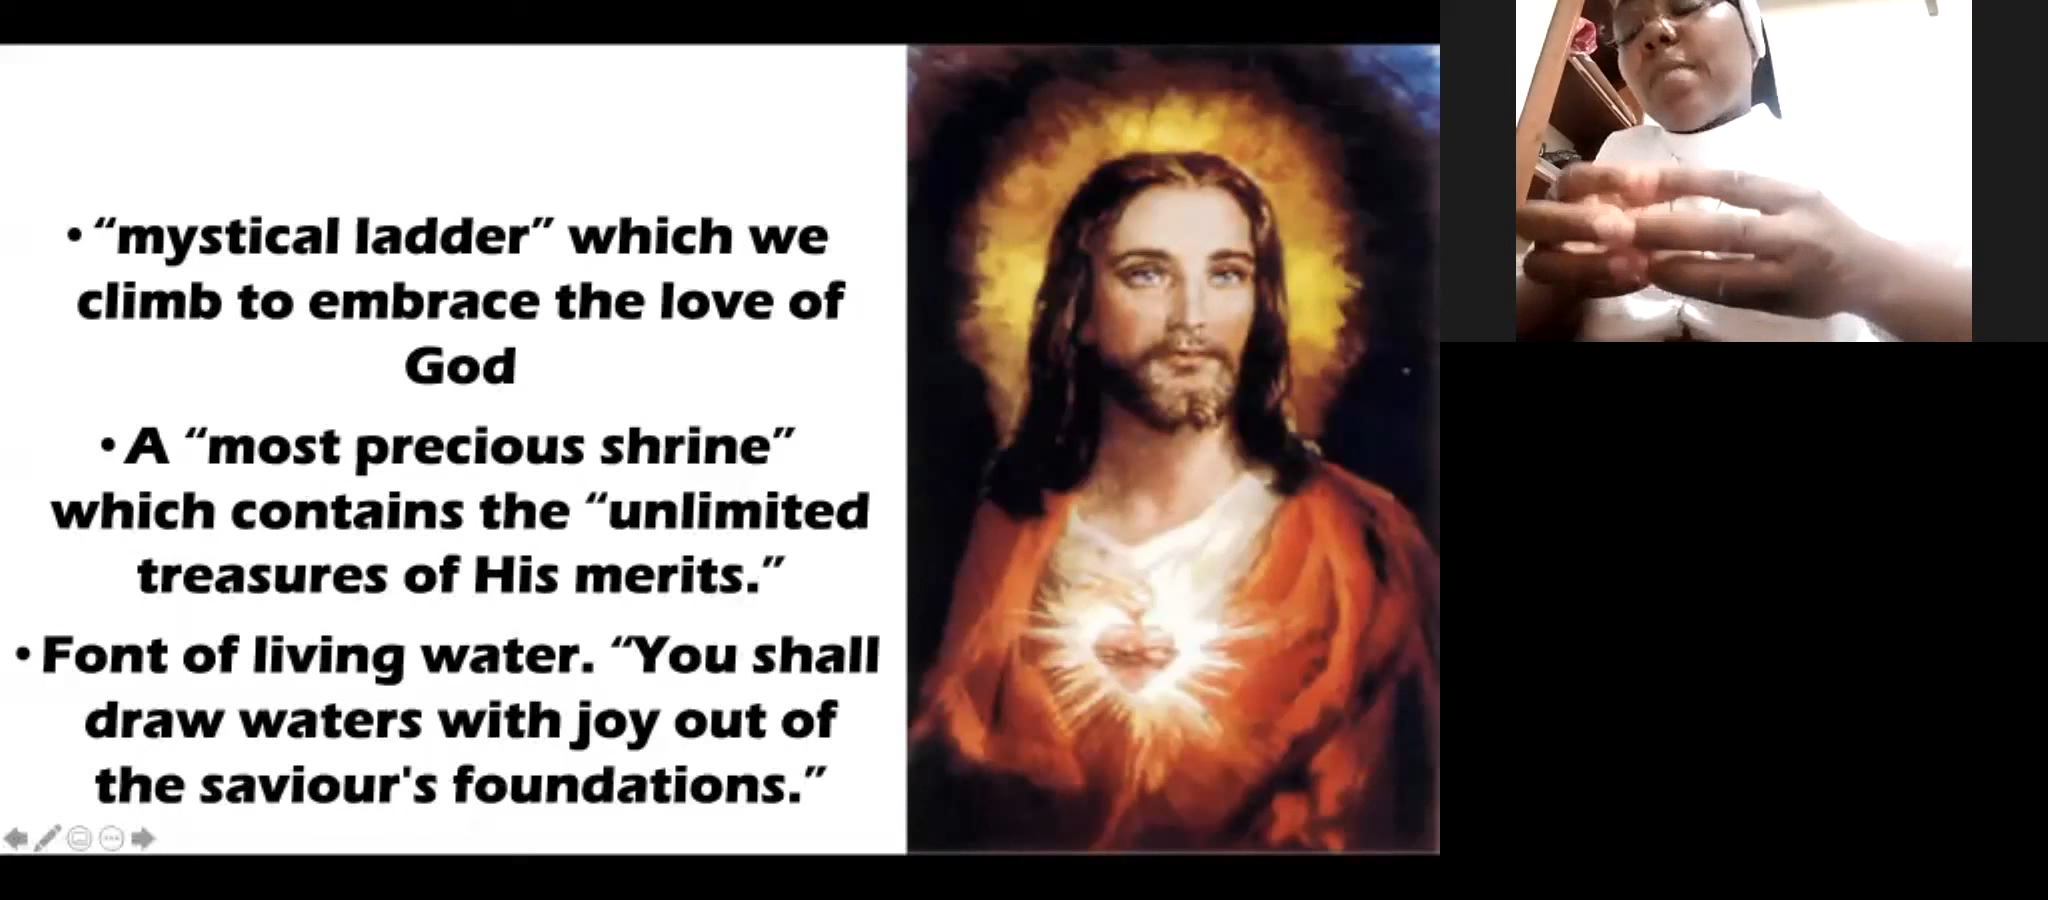 • “mystical ladder” which we
climb to embrace the love of
God
• A “most precious shrine”
which contains the “unlimited
treasures of His merits.”
• Font of living water. “You shall
draw waters with joy out of
the saviour's foundations.”